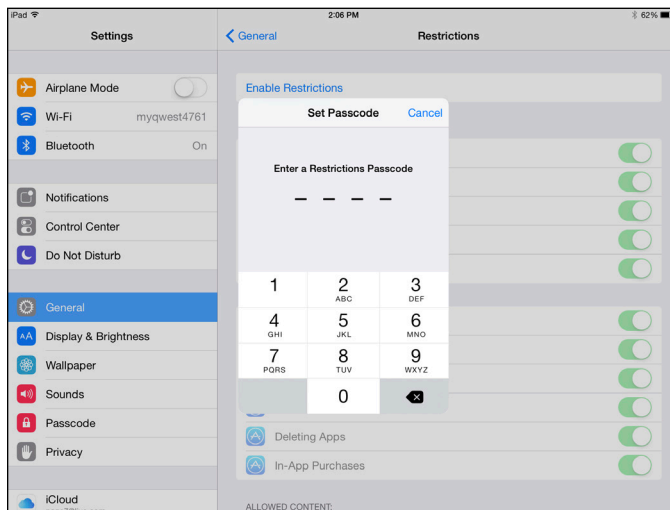 iPad 2:06 PM 62%
Settings
General
Restrictions
Airplane Mode
Wi-Fi myqwest4761
Bluetooth On
Notifications
Control Center
Do Not Disturb
General
Display & Brightness
Wallpaper
Sounds
Passcode
Privacy
iCloud
Enable Restrictions
Set Passcode Cancel
Enter a Restrictions Passcode
1 2 3
ABC DEF
4 5 6
GHI JKL MNO
7 8 9
PQRS TUV WXYZ
0
Deleting Apps
In-App Purchases
ALLOWED CONTENT: